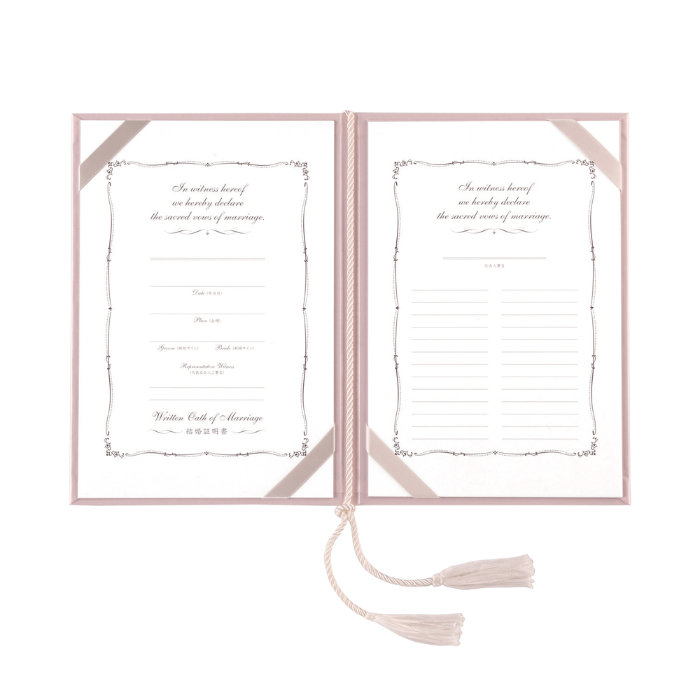 In witness hereof
we hereby declare
the sacred vows of marriage.
Date
Place
Groom
Bride
Representative Witness
Written Oath of Marriage
結婚証明書
In witness hereof
we hereby declare
the sacred vows of marriage.